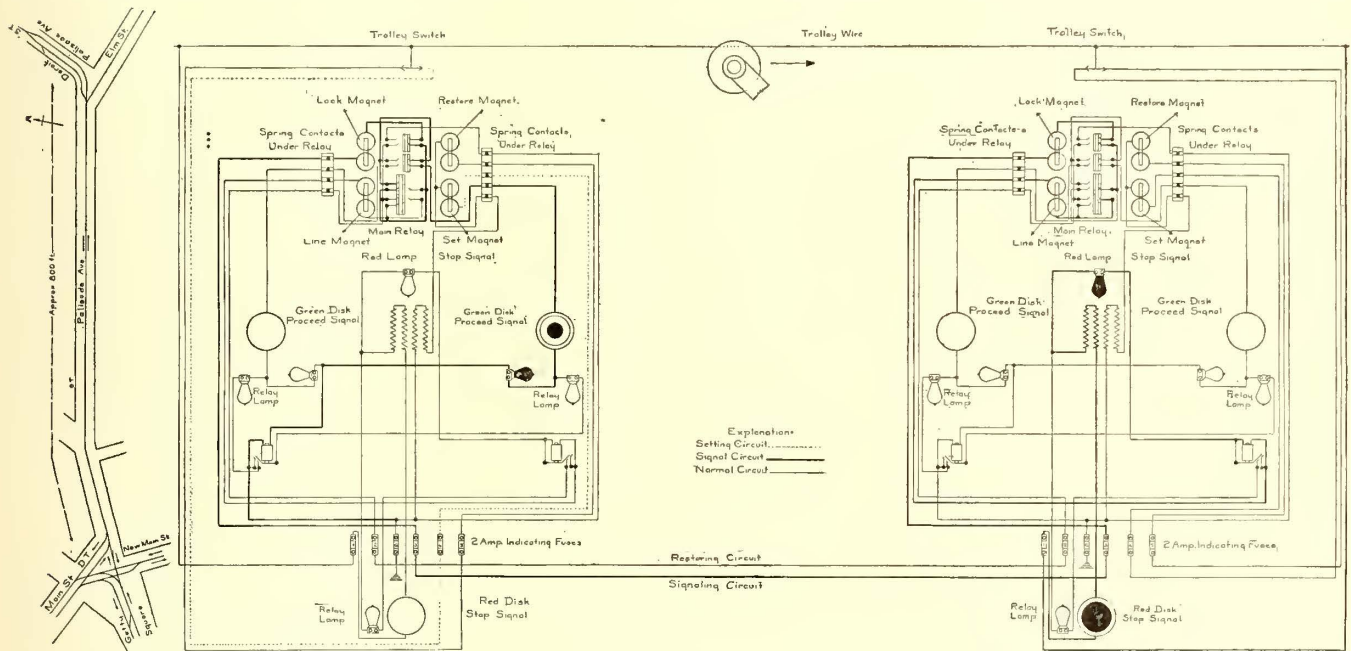 Palisade Ave
Elm St.
Approx 800 ft
Palisade Ave
DT
DT
Main St
New Main St
Getty
Square
Trolley Switch
Trolley Wire
Trolley Switch
Lock Magnet
Restore Magnet
Spring Contacts
Under Relay
Spring Contacts
Under Relay
Main Relay
Line Magnet
Set Magnet
Red Lamp
Stop Signal
Green Disk
Proceed Signal
Green Disk
Proceed Signal
Relay
Lamp
Relay
Lamp
2 Amp. Indicating Fuses
Relay
Lamp
Red Disk
Stop Signal
Explanation
Setting Circuit
Signal Circuit
Normal Circuit
Restoring Circuit
Signaling Circuit
Lock Magnet
Restore Magnet
Spring Contacts
Under Relay
Spring Contacts
Under Relay
Main Relay
Line Magnet
Set Magnet
Red Lamp
Stop Signal
Green Disk
Proceed Signal
Green Disk
Proceed Signal
Relay
Lamp
Relay
Lamp
2 Amp. Indicating Fuses
Relay
Lamp
Red Disk
Stop Signal